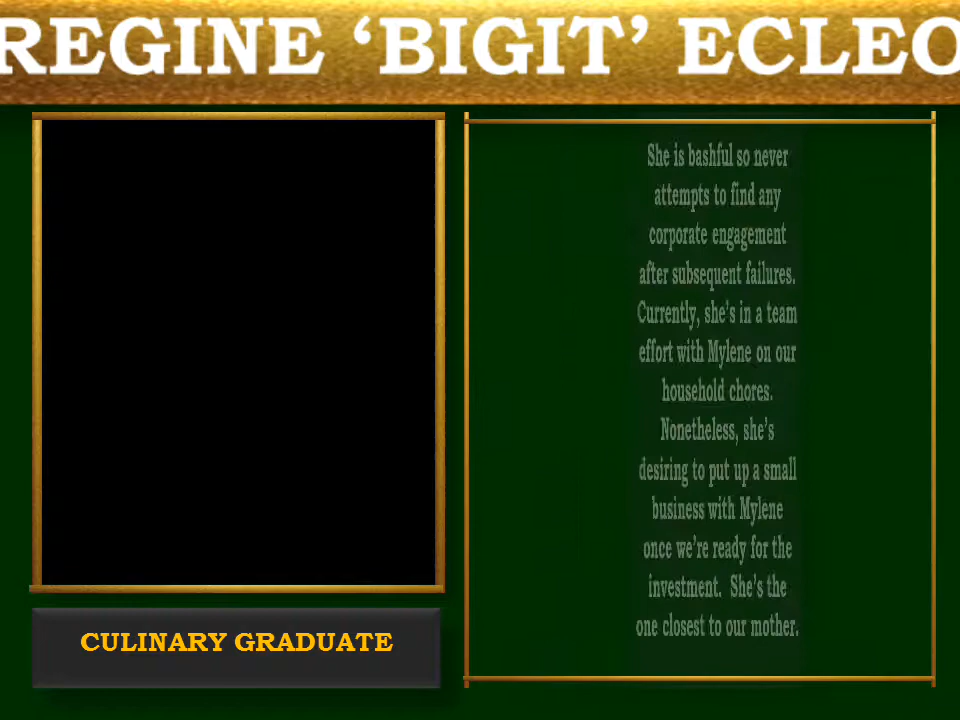 REGINE ‘BIGIT’ ECLEO
She is bashful so never
attempts to find any
corporate engagement
after subsequent failures.
Currently, she’s in a team
effort with Mylene on our
household chores.
Nonetheless, she’s
desiring to put up a small
business with Mylene
once we’re ready for the
investment.  She’s the
one closest to our mother.
CULINARY GRADUATE